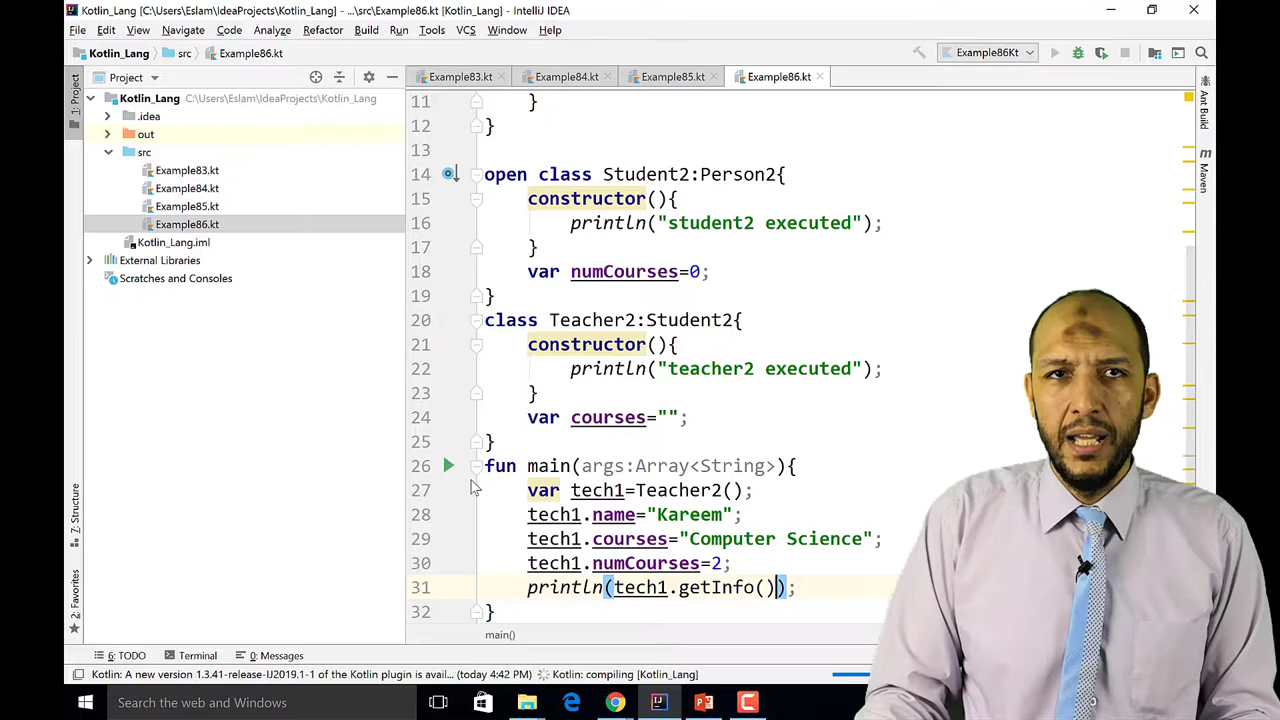 Kotlin_Lang [C:\Users\Eslam\IdeaProjects\Kotlin_Lang] - ...\src\Example86.kt [Kotlin_Lang] - IntelliJ IDEA
File Edit View Navigate Code Analyze Refactor Build Run Tools VCS Window Help
Kotlin_Lang src Example86.kt Example86Kt
1: Project
Project
Example83.kt Example84.kt Example85.kt Example86.kt
Kotlin_Lang C:\Users\Eslam\IdeaProjects\Kotlin_Lang
.idea
out
src
Example83.kt
Example84.kt
Example85.kt
Example86.kt
Kotlin_Lang.iml
External Libraries
Scratches and Consoles
11 }
12 }
13
14 open class Student2:Person2{
15 constructor(){
16 println("student2 executed");
17 }
18 var numCourses=0;
19 }
20 class Teacher2:Student2{
21 constructor(){
22 println("teacher2 executed");
23 }
24 var courses="";
25 }
26 fun main(args:Array<String>){
27 var tech1=Teacher2();
28 tech1.name="Kareem";
29 tech1.courses="Computer Science";
30 tech1.numCourses=2;
31 println(tech1.getInfo());
32 }
main()
Ant Build
Maven
7: Structure
2: Favorites
6: TODO Terminal 0: Messages
Kotlin: A new version 1.3.41-release-IJ2019.1-1 of the Kotlin plugin is avail... (today 4:42 PM) Kotlin: compiling [Kotlin_Lang]
Search the web and Windows